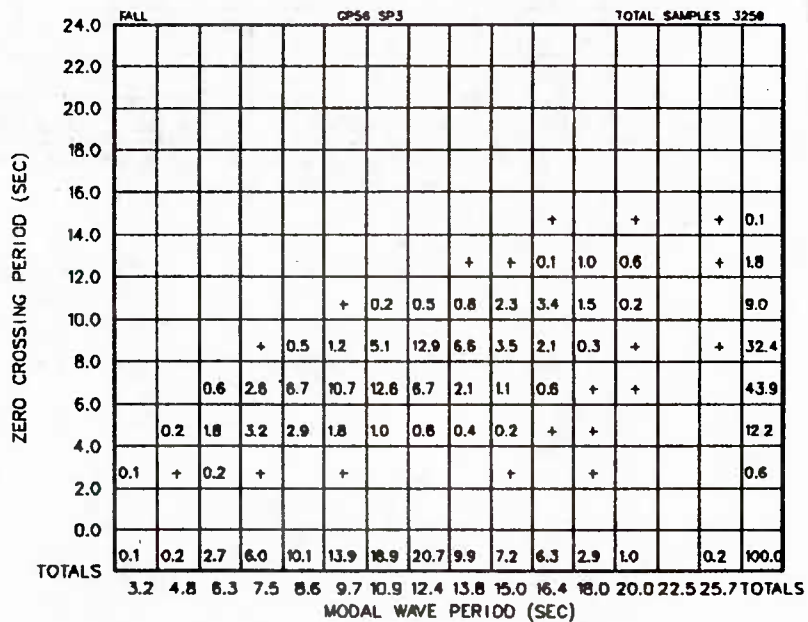 FALL GP56 SP3 TOTAL SAMPLES 3250
24.0
22.0
20.0
18.0
16.0
+ + + 0.1
14.0
+ + 0.1 1.0 0.6 + 1.8
12.0
+ 0.2 0.5 0.8 2.3 3.4 1.5 0.2 9.0
10.0
+ 0.5 1.2 5.1 12.9 6.6 3.5 2.1 0.3 + + 32.4
8.0
0.6 2.8 6.7 10.7 12.6 6.7 2.1 1.1 0.6 + + 43.9
6.0
0.2 1.8 3.2 2.9 1.8 1.0 0.6 0.4 0.2 + + 12.2
4.0
0.1 + 0.2 + + + + 0.6
2.0
0.0
0.1 0.2 2.7 6.0 10.1 13.9 18.9 20.7 9.9 7.2 6.3 2.9 1.0 0.2 100.0
TOTALS
3.2 4.8 6.3 7.5 8.6 9.7 10.9 12.4 13.8 15.0 16.4 18.0 20.0 22.5 25.7 TOTALS
MODAL WAVE PERIOD (SEC)
ZERO CROSSING PERIOD (SEC)